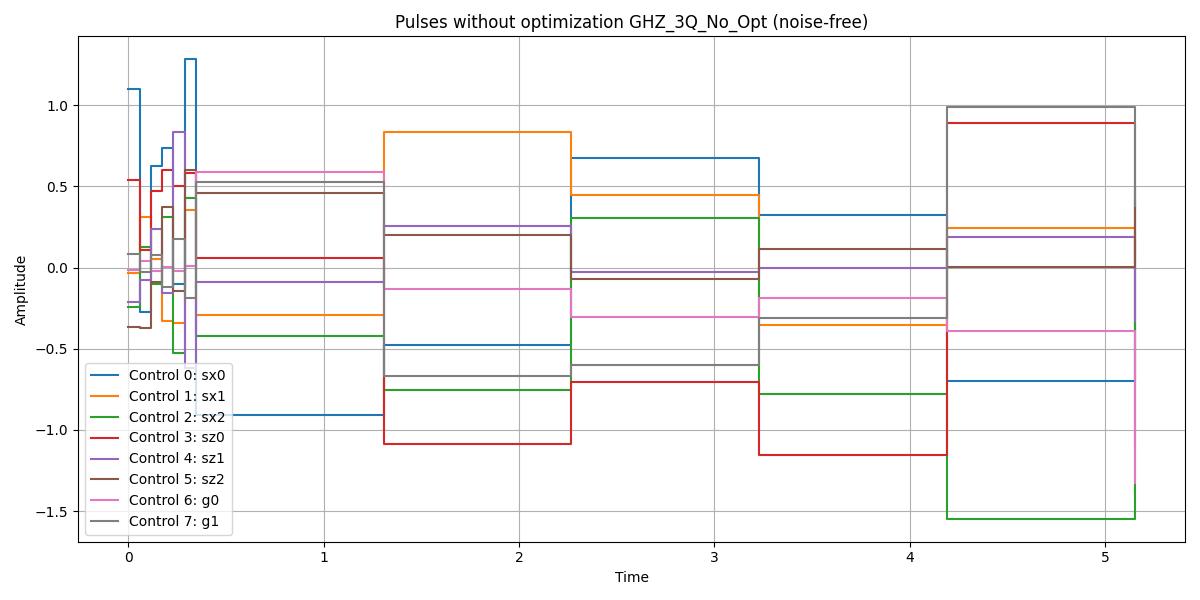 Pulses without optimization GHZ_3Q_No_Opt (noise-free)
Amplitude
1.0
0.5
0.0
−0.5
−1.0
−1.5
Control 0: sx0
Control 1: sx1
Control 2: sx2
Control 3: sz0
Control 4: sz1
Control 5: sz2
Control 6: g0
Control 7: g1
0 1 2 3 4 5
Time